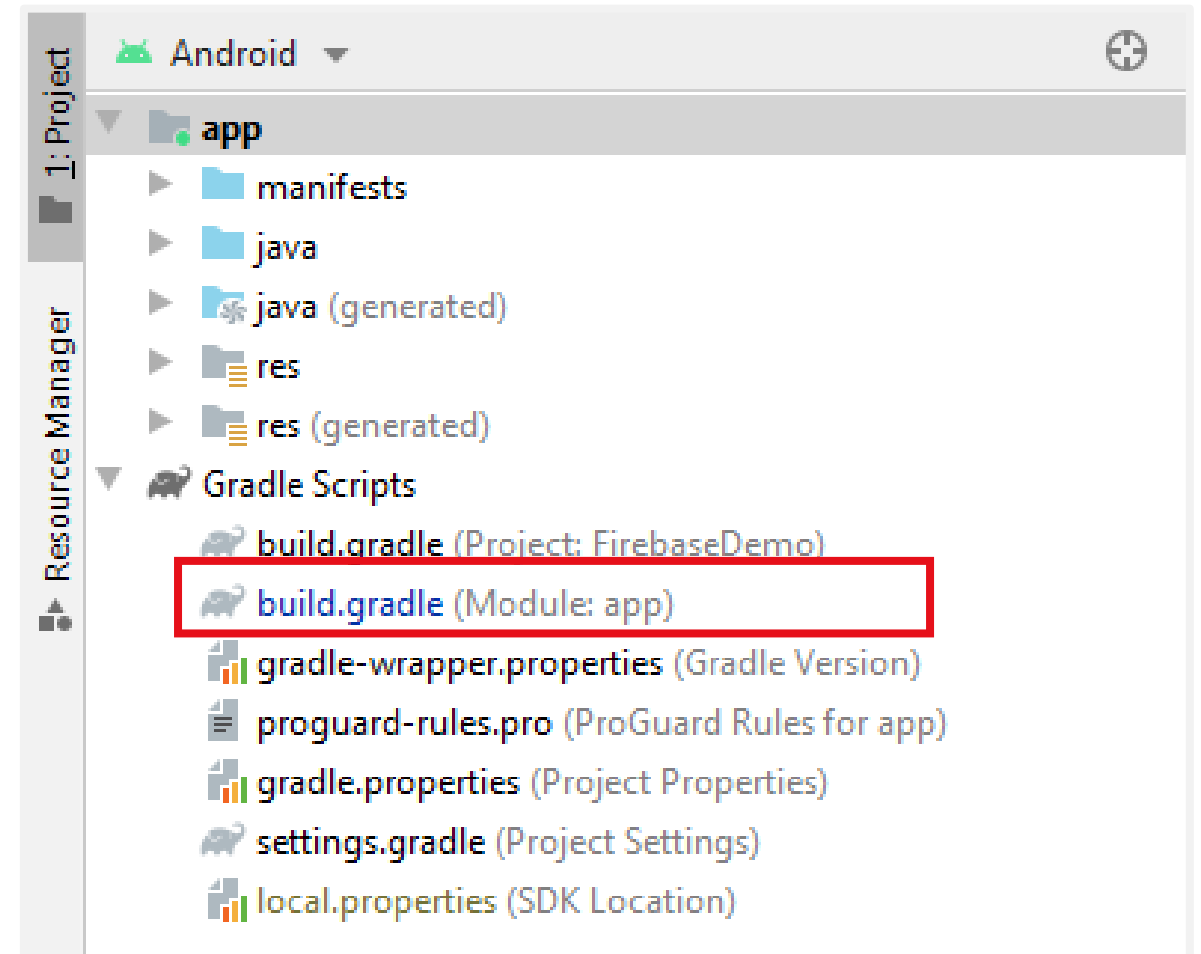 1: Project
Resource Manager
Android
app
manifests
java
java (generated)
res
res (generated)
Gradle Scripts
build.gradle (Project: FirebaseDemo)
build.gradle (Module: app)
gradle-wrapper.properties (Gradle Version)
proguard-rules.pro (ProGuard Rules for app)
gradle.properties (Project Properties)
settings.gradle (Project Settings)
local.properties (SDK Location)